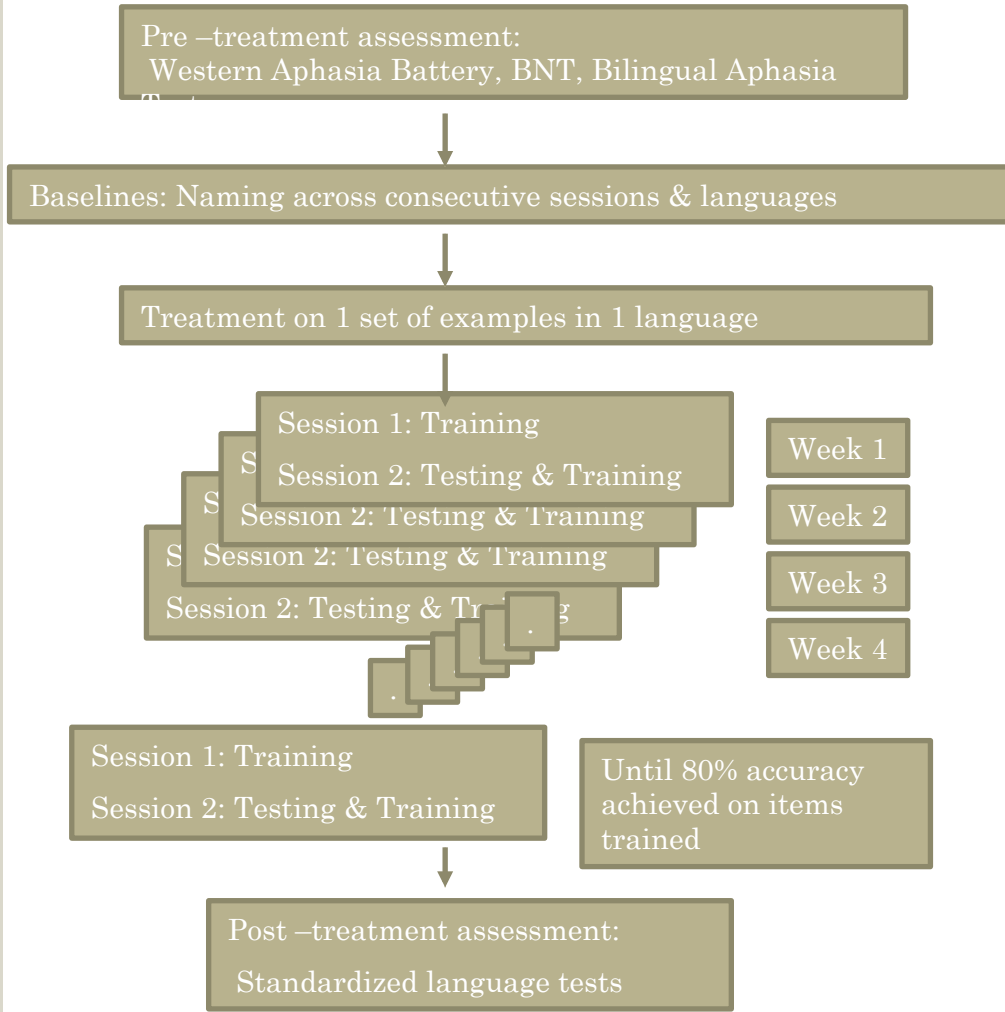 Pre –treatment assessment:
Western Aphasia Battery, BNT, Bilingual Aphasia
Baselines: Naming across consecutive sessions & languages
Treatment on 1 set of examples in 1 language
Session 1: Training
Session 2: Testing & Training
S
Session 2: Testing & Training
S
Session 2: Testing & Training
S
Session 2: Testing & Tr g
Week 1
Week 2
Week 3
Week 4
.
.
Session 1: Training
Session 2: Testing & Training
Until 80% accuracy
achieved on items
trained
Post –treatment assessment:
Standardized language tests